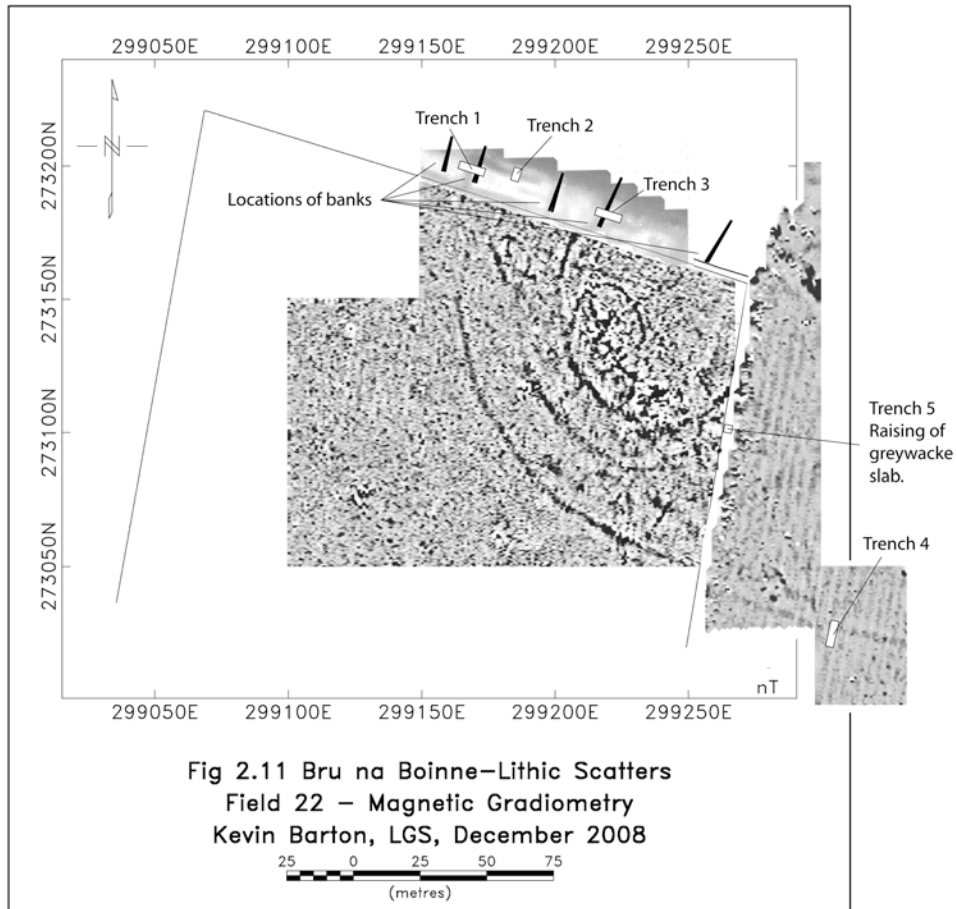 299050E 299100E 299150E 299200E 299250E
273200N
273150N
273100N
273050N
N
Trench 1
Trench 2
Trench 3
Locations of banks
Trench 5
Raising of
greywacke
slab.
Trench 4
nT
299050E 299100E 299150E 299200E 299250E
Fig 2.11 Bru na Boinne-Lithic Scatters
Field 22 - Magnetic Gradiometry
Kevin Barton, LGS, December 2008
25 0 25 50 75
(metres)